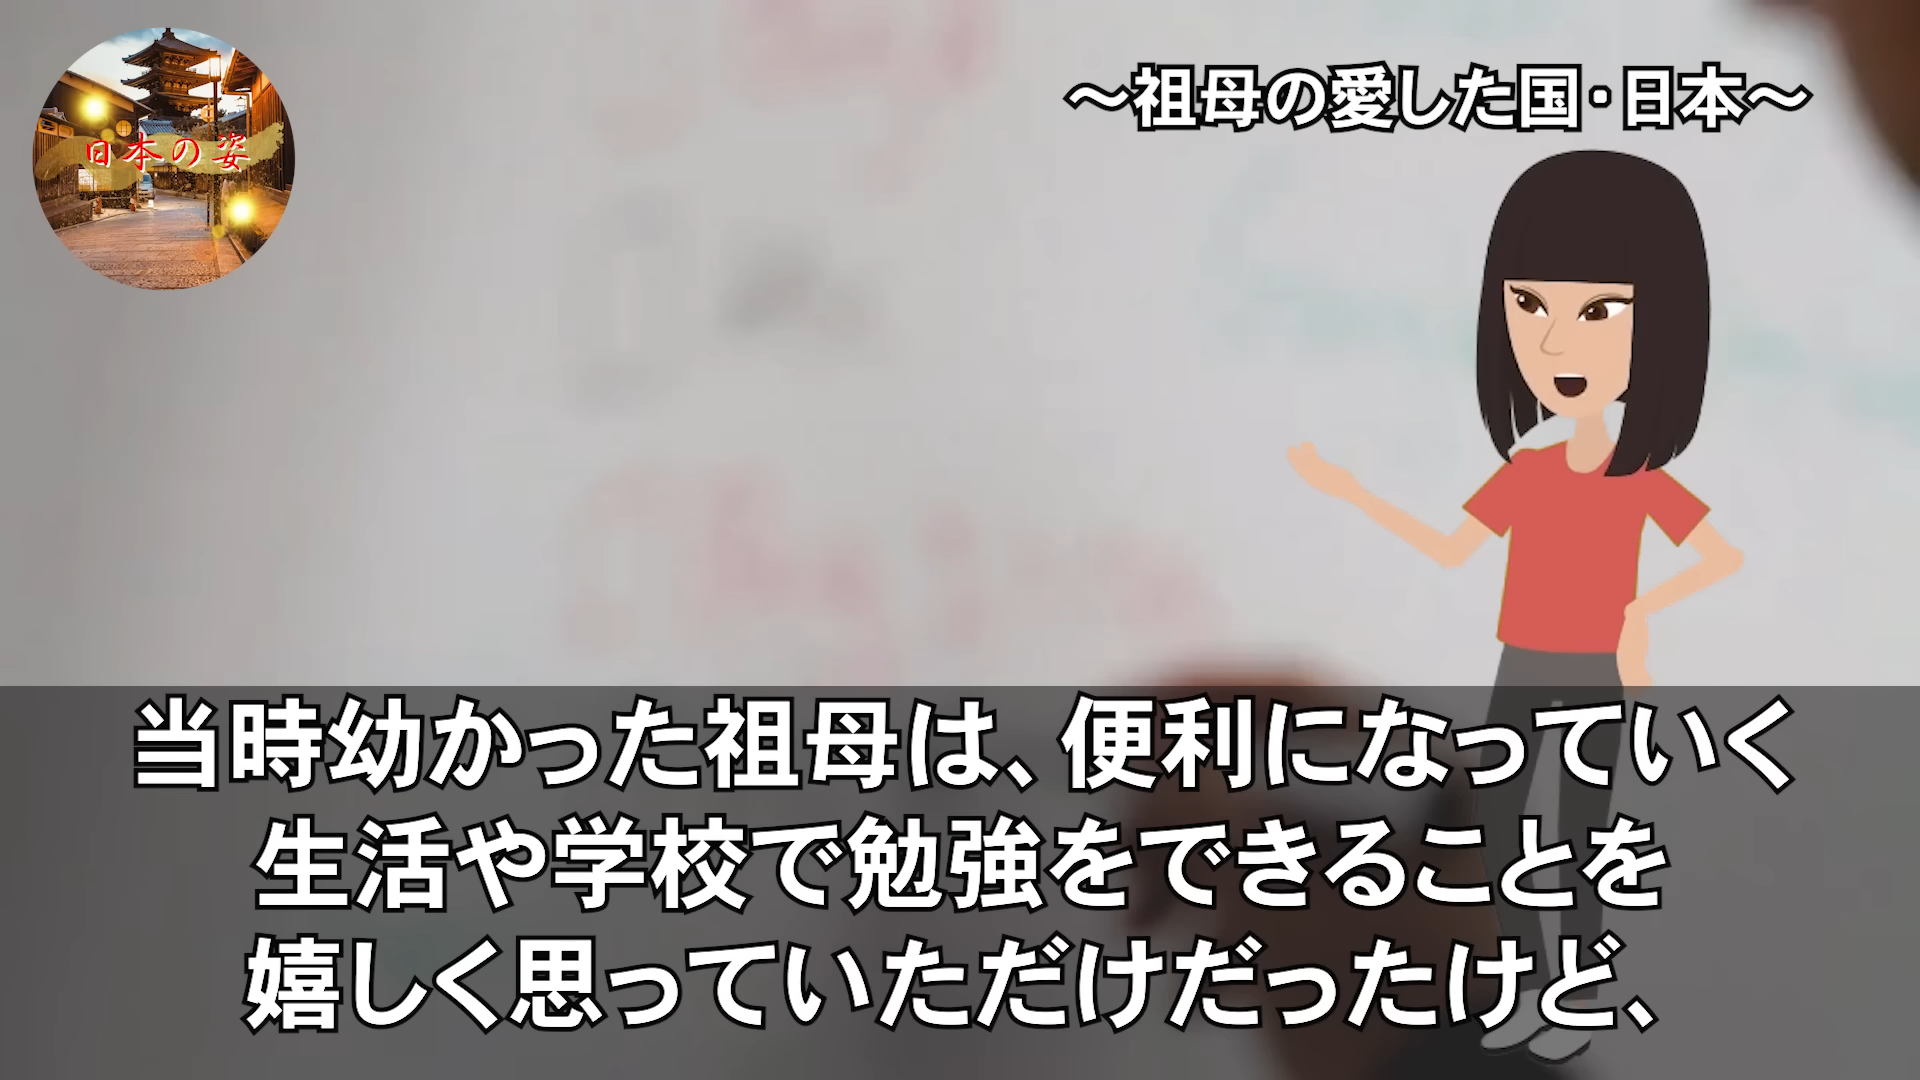 日本の姿
～祖母の愛した国・日本～
当時幼かった祖母は、便利になっていく
生活や学校で勉強をできることを
嬉しく思っていただけだったけど、